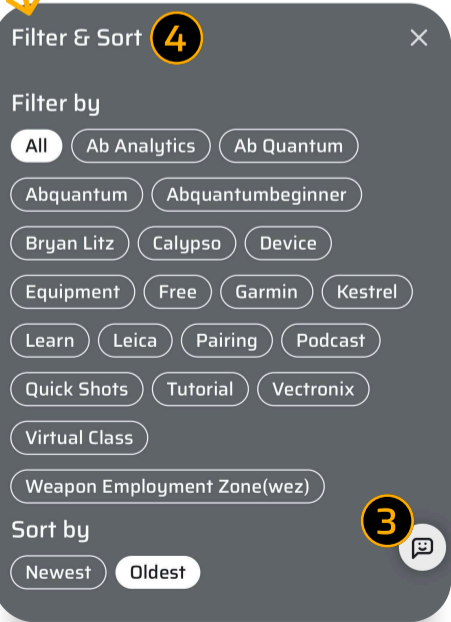 Filter & Sort 4
Filter by
All Ab Analytics Ab Quantum
Abquantum Abquantumbeginner
Bryan Litz Calypso Device
Equipment Free Garmin Kestrel
Learn Leica Pairing Podcast
Quick Shots Tutorial Vectronix
Virtual Class
Weapon Employment Zone(wez)
3
Sort by
Newest Oldest